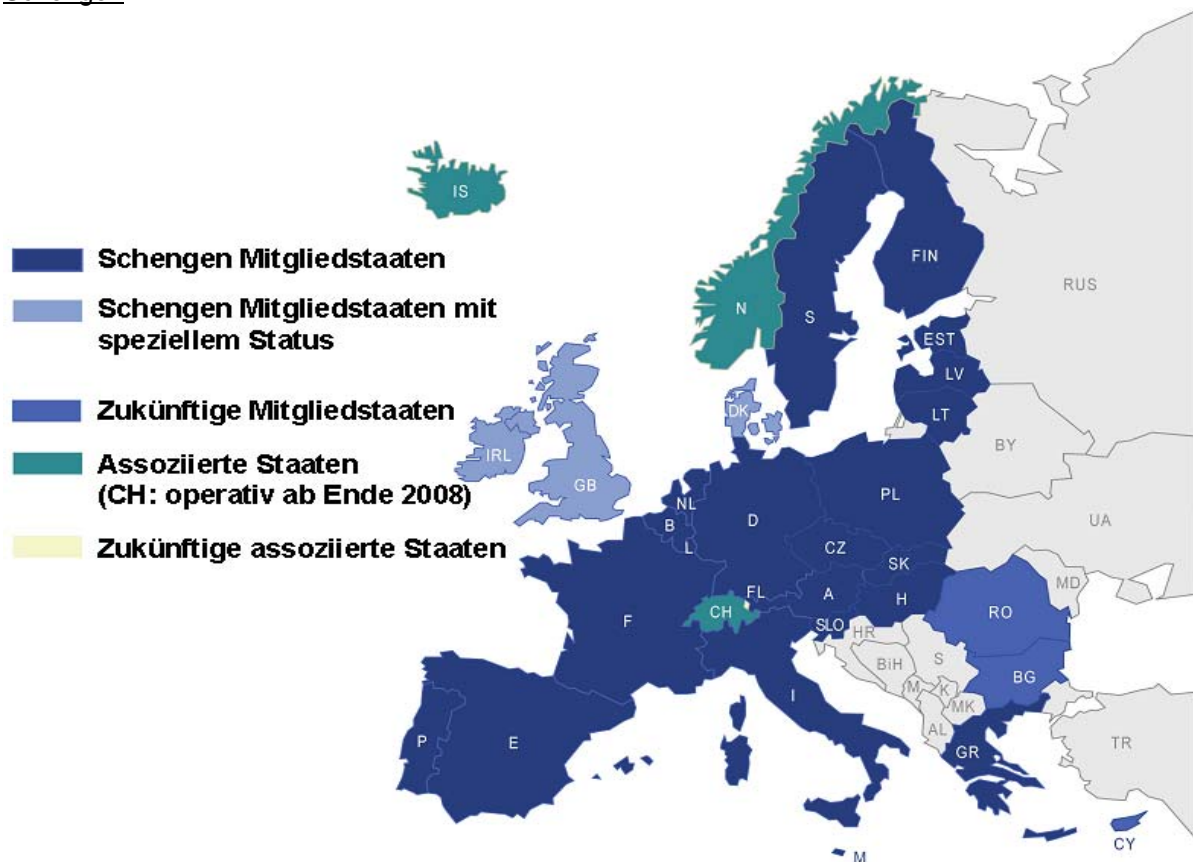 Schengen
Schengen Mitgliedstaaten
Schengen Mitgliedstaaten mit
speziellem Status
Zukünftige Mitgliedstaaten
Assoziierte Staaten
(CH: operativ ab Ende 2008)
Zukünftige assoziierte Staaten
IS
N
S
FIN
RUS
EST
LV
LT
BY
DK
IRL
GB
NL
B
L
D
PL
UA
CZ
SK
MD
FL
A
H
RO
CH
F
SLO
HR
BiH
S
BG
M
K
MK
AL
I
P
E
GR
TR
CY
M